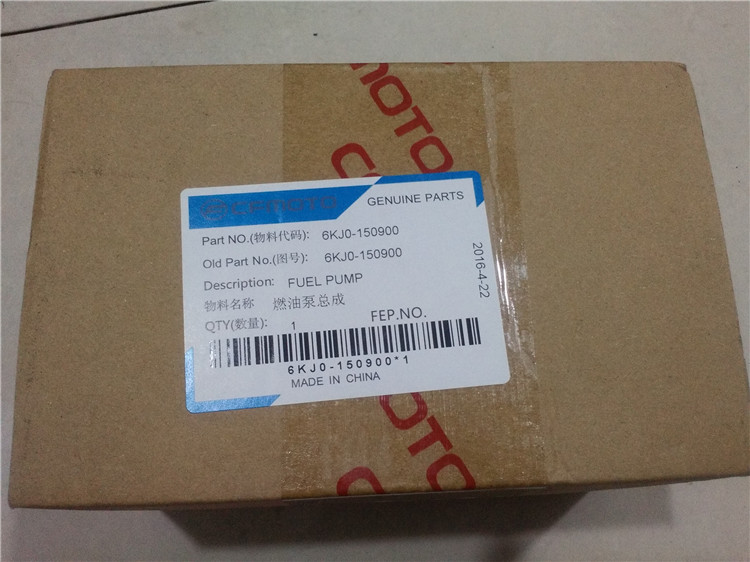 CFMOTO
CFMOTO GENUINE PARTS
Part NO.(物料代码): 6KJ0-150900
Old Part No.(图号): 6KJ0-150900
Description: FUEL PUMP
物料名称 燃油泵总成
QTY(数量): 1 FEP.NO.
2016-4-22
6KJ0-150900*1
MADE IN CHINA
CFMOTO